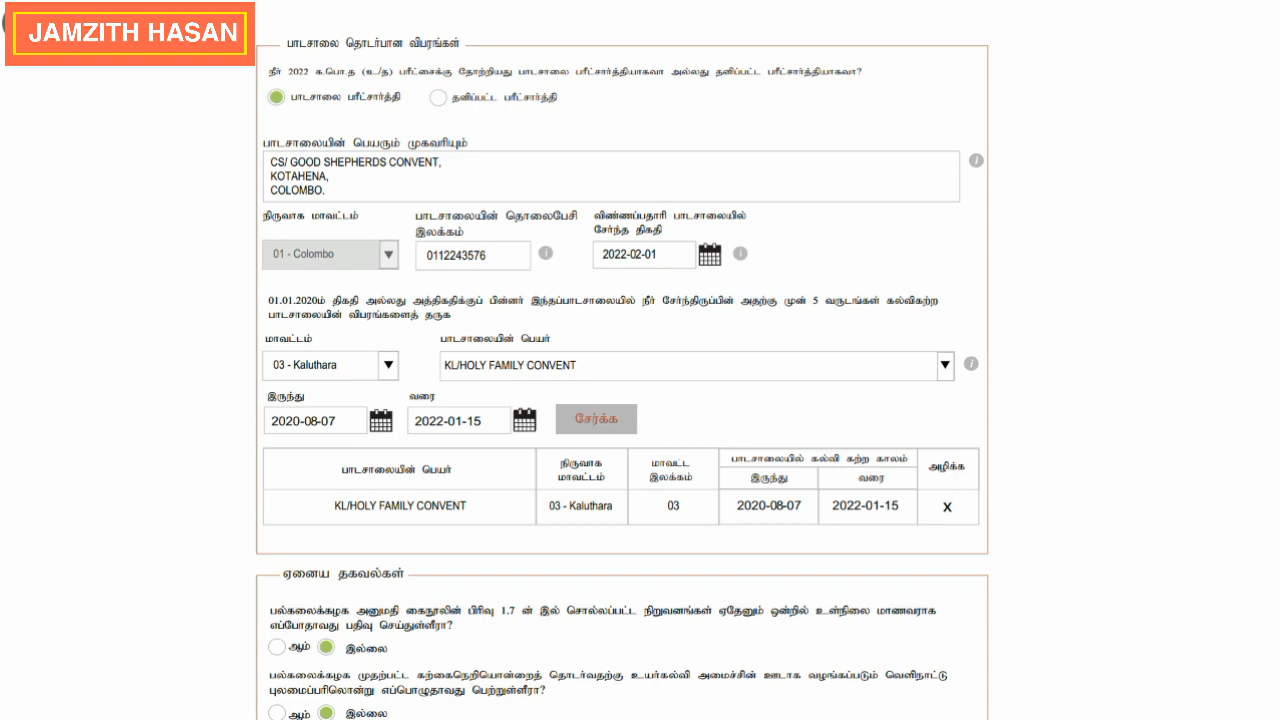 JAMZITH HASAN
பாடசாலை தொடர்பான விபரங்கள்
நீர் 2022 க.பொ.த (உ/த) பரீட்சைக்கு தோற்றியது பாடசாலை பரீட்சார்த்தியாகவா அல்லது தனிப்பட்ட பரீட்சார்த்தியாகவா?
பாடசாலை பரீட்சார்த்தி தனிப்பட்ட பரீட்சார்த்தி
பாடசாலையின் பெயரும் முகவரியும்
CS/ GOOD SHEPHERDS CONVENT,
KOTAHENA,
COLOMBO.
நிருவாக மாவட்டம் பாடசாலையின் தொலைபேசி இலக்கம் விண்ணப்பதாரி பாடசாலையில் சேர்ந்த திகதி
01 - Colombo 0112243576 2022-02-01
01.01.2020ம் திகதி அல்லது அத்திகதிக்குப் பின்னர் இந்தப்பாடசாலையில் நீர் சேர்ந்திருப்பின் அதற்கு முன் 5 வருடங்கள் கல்விகற்ற
பாடசாலையின் விபரங்களைத் தருக
மாவட்டம் பாடசாலையின் பெயர்
03 - Kaluthara KL/HOLY FAMILY CONVENT
இருந்து வரை
2020-08-07 2022-01-15 சேர்க்க
பாடசாலையின் பெயர் நிருவாக மாவட்டம் மாவட்ட இலக்கம் பாடசாலையில் கல்வி கற்ற காலம் அழிக்க
இருந்து வரை
KL/HOLY FAMILY CONVENT 03 - Kaluthara 03 2020-08-07 2022-01-15 X
ஏனைய தகவல்கள்
பல்கலைக்கழக அனுமதி கைநூலின் பிரிவு 1.7 ன் இல் சொல்லப்பட்ட நிறுவனங்கள் ஏதேனும் ஒன்றில் உள்நிலை மாணவராக
எப்போதாவது பதிவு செய்துள்ளீரா?
ஆம் இல்லை
பல்கலைக்கழக முதற்பட்ட கற்கைநெறியொன்றைத் தொடர்வதற்கு உயர்கல்வி அமைச்சின் ஊடாக வழங்கப்படும் வெளிநாட்டு
புலமைப்பரிலொன்று எப்பொழுதாவது பெற்றுள்ளீரா?
ஆம் இல்லை